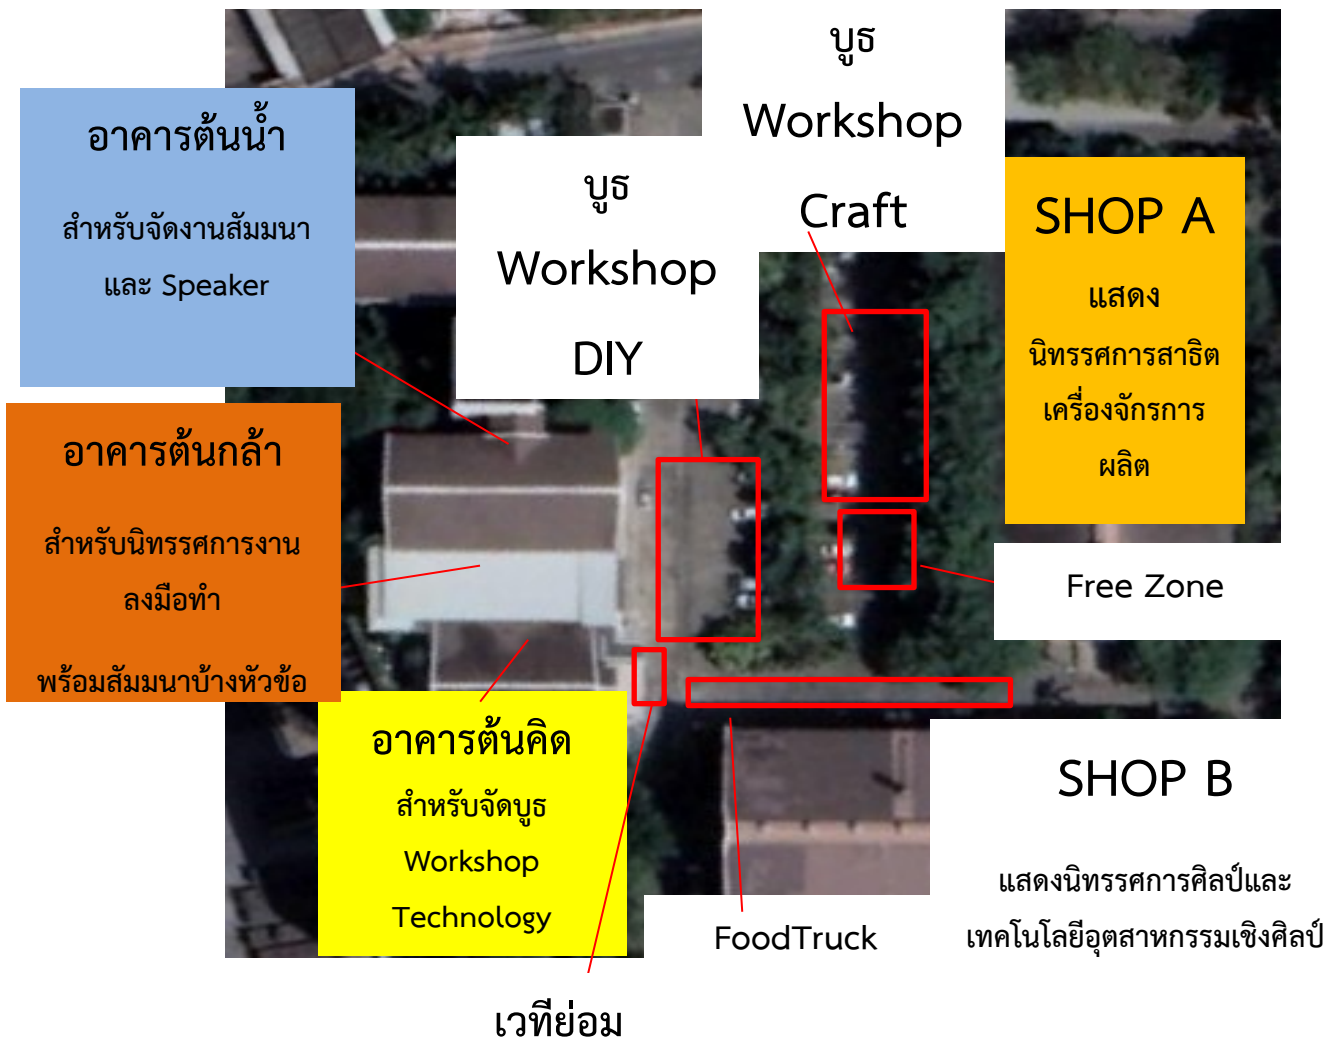 บูธ
Workshop
Craft
อาคารต้นน้ำ
สำหรับจัดงานสัมมนา
และ Speaker
บูธ
Workshop
DIY
SHOP A
แสดง
นิทรรศการสาธิต
เครื่องจักรการ
ผลิต
อาคารต้นกล้า
สำหรับนิทรรศการงาน
ลงมือทำ
พร้อมสัมมนาบ้างหัวข้อ
Free Zone
อาคารต้นคิด
สำหรับจัดบูธ
Workshop
Technology
SHOP B
แสดงนิทรรศการศิลป์และ
เทคโนโลยีอุตสาหกรรมเชิงศิลป์
FoodTruck
เวทีย่อม